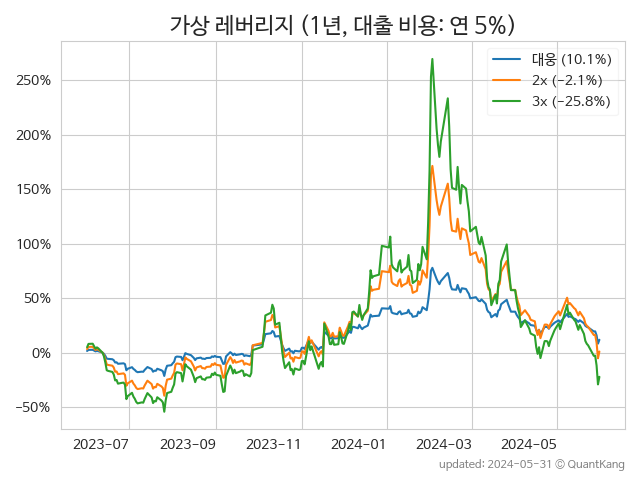 가상 레버리지 (1년, 대출 비용: 연 5%)
대웅 (10.1%)
2x (−2.1%)
3x (−25.8%)
250%
200%
150%
100%
50%
0%
−50%
2023−07
2023−09
2023−11
2024−01
2024−03
2024−05
updated: 2024-05-31 © QuantKang